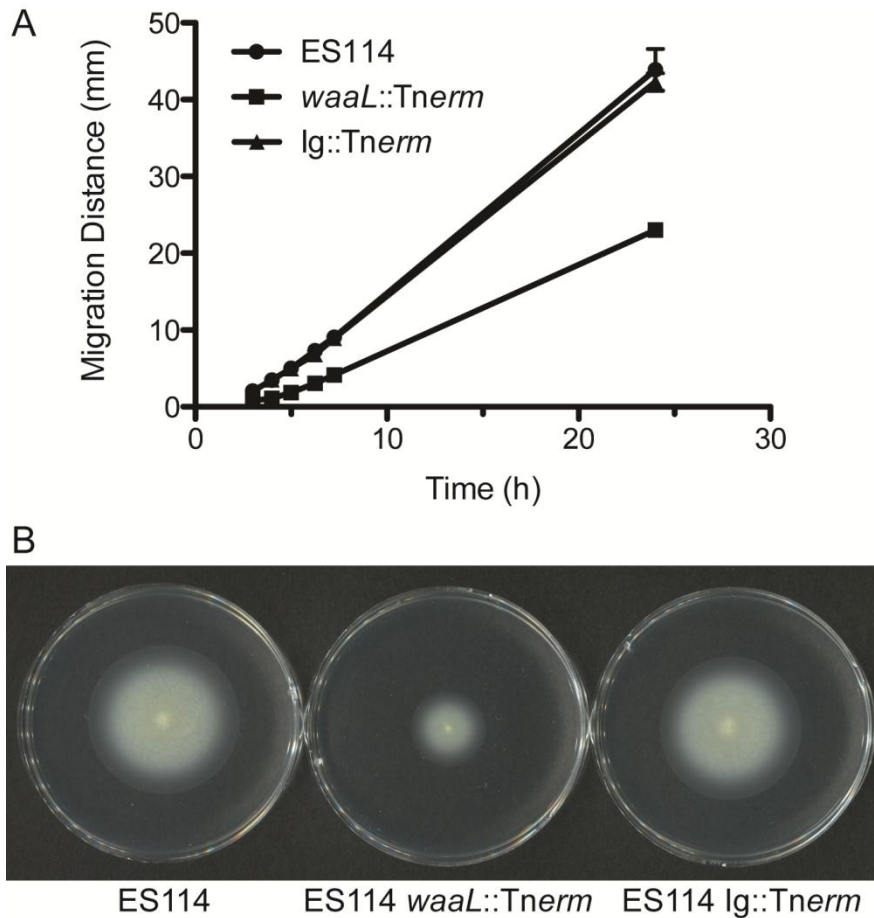 A
50
40
30
20
10
0
Migration Distance (mm)
ES114
waaL::Tnerm
Ig::Tnerm
0 10 20 30
Time (h)
B
ES114 ES114 waaL::Tnerm ES114 Ig::Tnerm